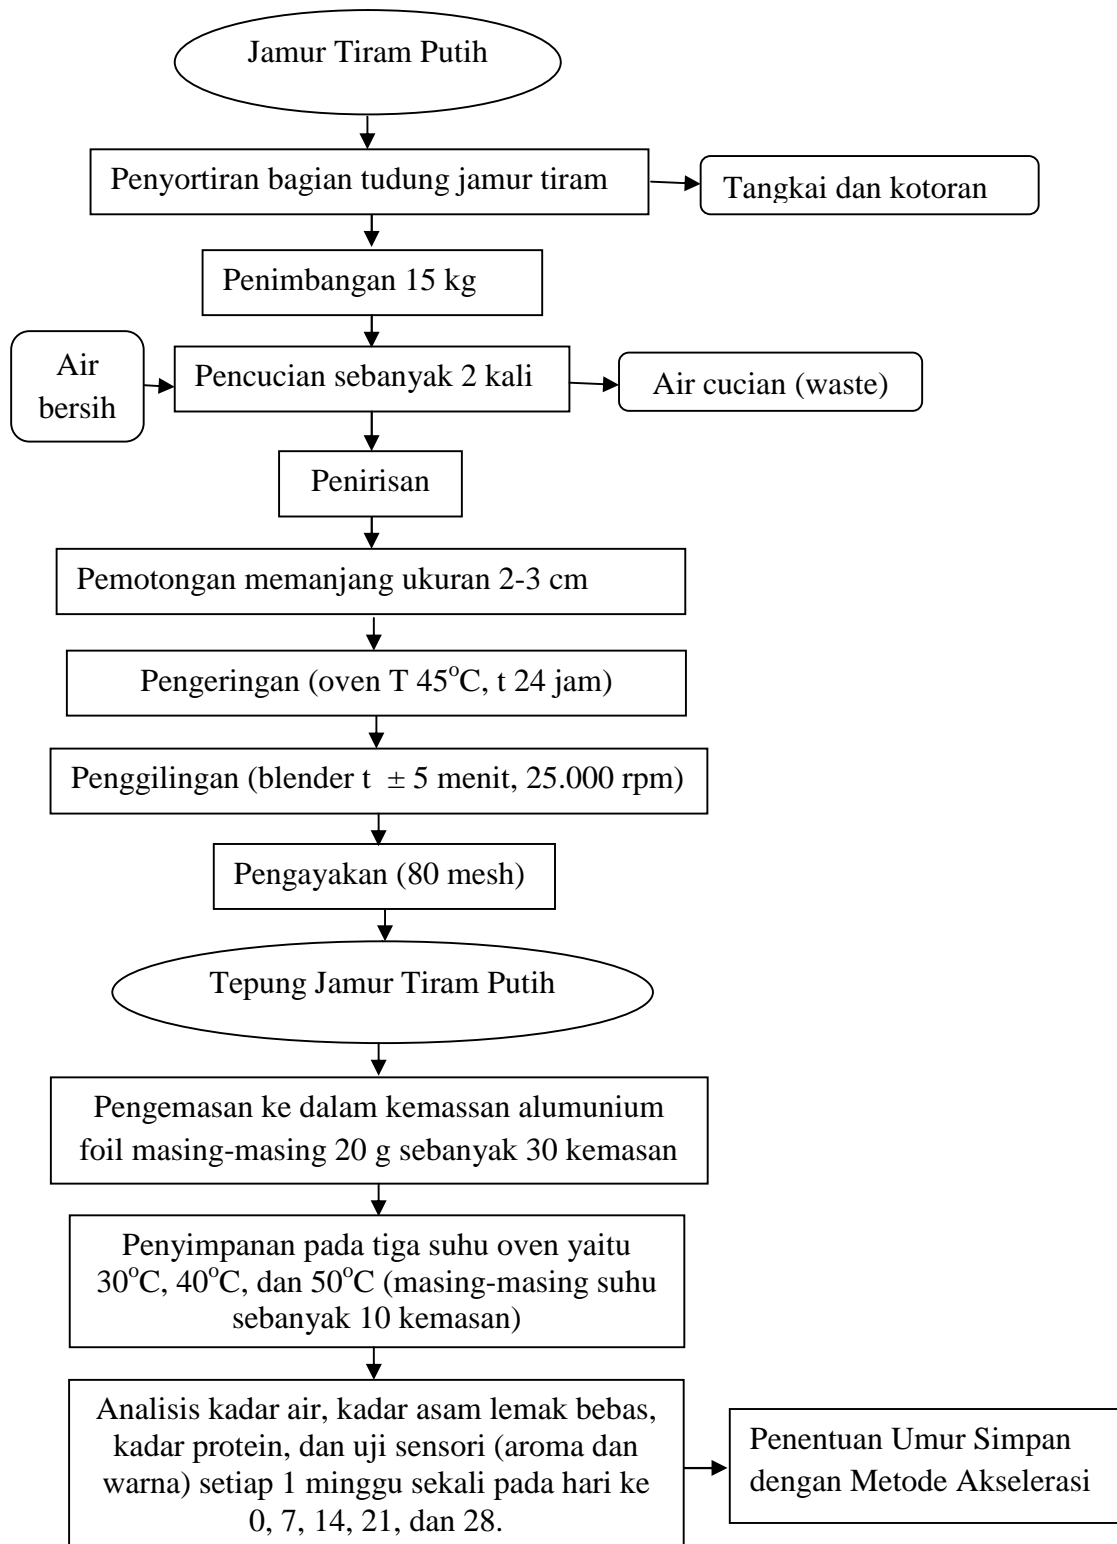 Jamur Tiram Putih
Penyortiran bagian tudung jamur tiram
Tangkai dan kotoran
Penimbangan 15 kg
Air
bersih
Pencucian sebanyak 2 kali
Air cucian (waste)
Penirisan
Pemotongan memanjang ukuran 2-3 cm
Pengeringan (oven T 45°C, t 24 jam)
Penggilingan (blender t ± 5 menit, 25.000 rpm)
Pengayakan (80 mesh)
Tepung Jamur Tiram Putih
Pengemasan ke dalam kemassan alumunium
foil masing-masing 20 g sebanyak 30 kemasan
Penyimpanan pada tiga suhu oven yaitu
30°C, 40°C, dan 50°C (masing-masing suhu
sebanyak 10 kemasan)
Analisis kadar air, kadar asam lemak bebas,
kadar protein, dan uji sensori (aroma dan
warna) setiap 1 minggu sekali pada hari ke
0, 7, 14, 21, dan 28.
Penentuan Umur Simpan
dengan Metode Akselerasi